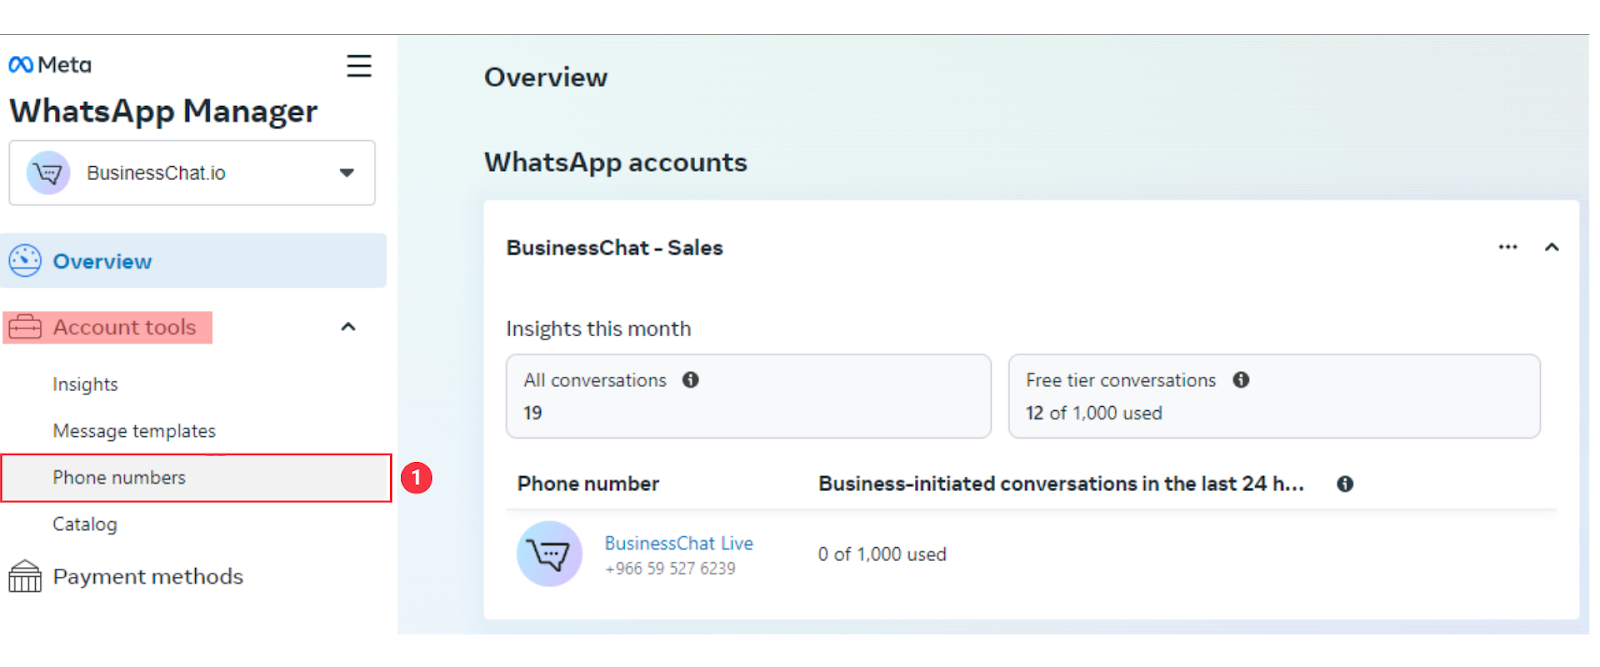 Meta
WhatsApp Manager
BusinessChat.io
Overview
Account tools
Insights
Message templates
Phone numbers
1
Catalog
Payment methods
Overview
WhatsApp accounts
BusinessChat - Sales
Insights this month
All conversations
19
Free tier conversations
12 of 1,000 used
Phone number Business-initiated conversations in the last 24 h...
BusinessChat Live
+966 59 527 6239
0 of 1,000 used